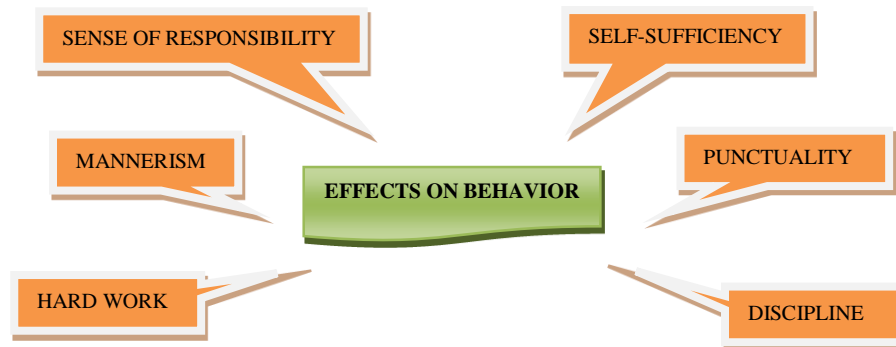 SENSE OF RESPONSIBILITY
SELF-SUFFICIENCY
MANNERISM
PUNCTUALITY
EFFECTS ON BEHAVIOR
HARD WORK
DISCIPLINE